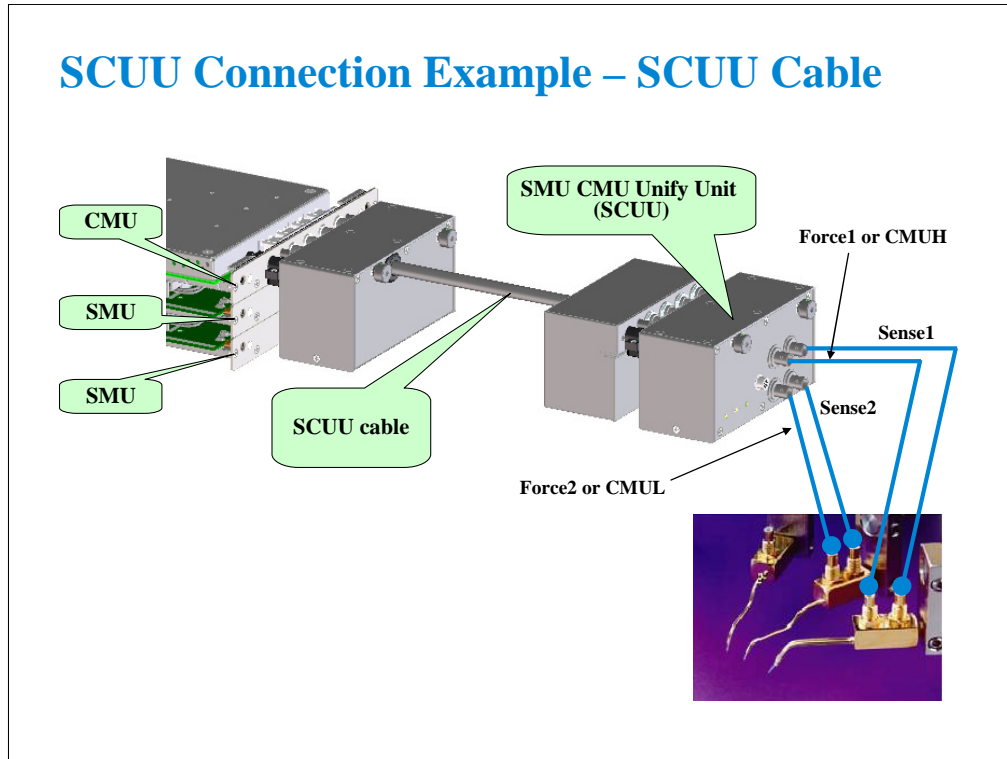 SCUU Connection Example – SCUU Cable
SMU CMU Unify Unit
(SCUU)
CMU
Force1 or CMUH
SMU
Sense1
SMU
SCUU cable
Sense2
Force2 or CMUL